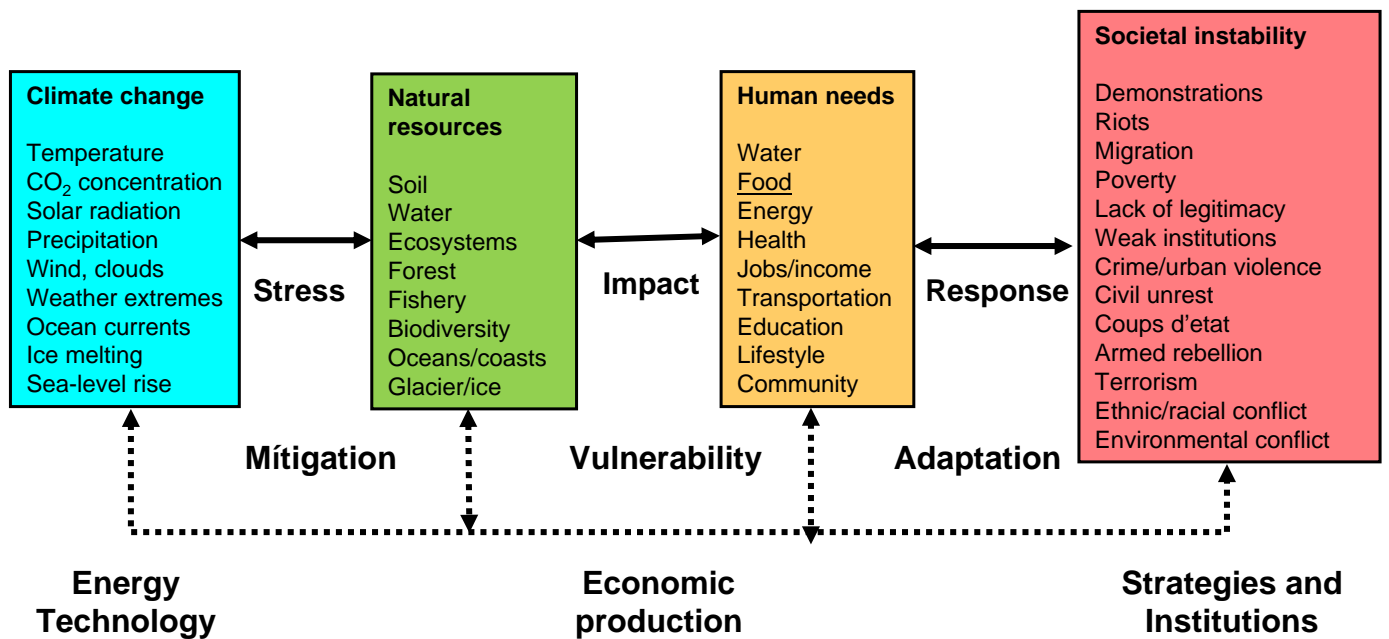 Climate change
Temperature
CO2 concentration
Solar radiation
Precipitation
Wind, clouds
Weather extremes
Ocean currents
Ice melting
Sea-level rise
Stress
Natural
resources
Soil
Water
Ecosystems
Forest
Fishery
Biodiversity
Oceans/coasts
Glacier/ice
Impact
Human needs
Water
Food
Energy
Health
Jobs/income
Transportation
Education
Lifestyle
Community
Response
Societal instability
Demonstrations
Riots
Migration
Poverty
Lack of legitimacy
Weak institutions
Crime/urban violence
Civil unrest
Coups d'etat
Armed rebellion
Terrorism
Ethnic/racial conflict
Environmental conflict
Mítigation
Vulnerability
Adaptation
Energy
Technology
Economic
production
Strategies and
Institutions